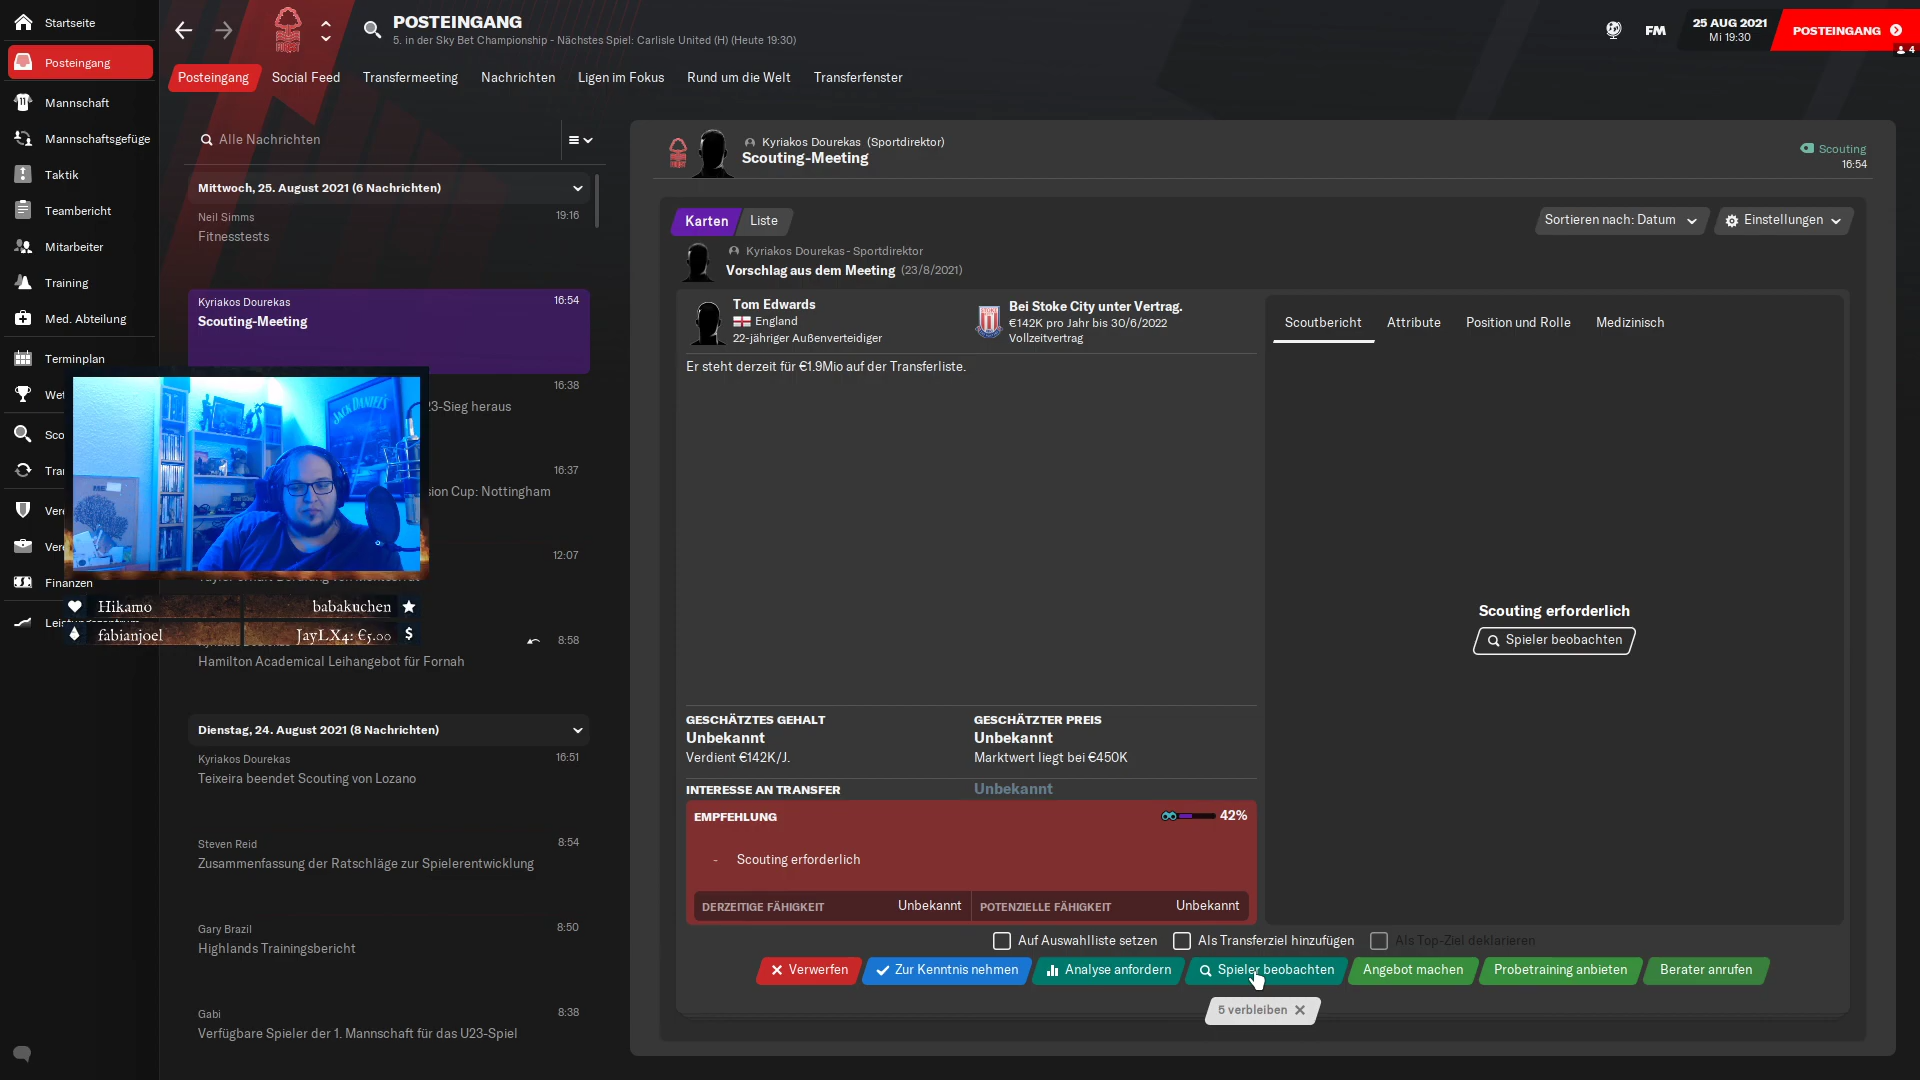 Startseite
Posteingang
Mannschaft
Mannschaftsgefüge
Taktik
Teambericht
Mitarbeiter
Training
Med. Abteilung
Terminplan
Finanzen
POSTEINGANG
5. in der Sky Bet Championship - Nächstes Spiel: Carlisle United (H) (Heute 19:30)
FM
25 AUG 2021
Mi 19:30
POSTEINGANG
4
Posteingang
Social Feed
Transfermeeting
Nachrichten
Ligen im Fokus
Rund um die Welt
Transferfenster
Alle Nachrichten
Mittwoch, 25. August 2021 (6 Nachrichten)
Neil Simms 19:16
Fitnesstests
Kyriakos Dourekas 16:54
Scouting-Meeting
16:38
23-Sieg heraus
16:37
sion Cup: Nottingham
12:07
JACK DANIEL'S
Hikamo
babakuchen
fabianjoel
JayLX4: €5.00
8:58
Hamilton Academical Leihangebot für Fornah
Dienstag, 24. August 2021 (8 Nachrichten)
Kyriakos Dourekas 16:51
Teixeira beendet Scouting von Lozano
Steven Reid 8:54
Zusammenfassung der Ratschläge zur Spielerentwicklung
Gary Brazil 8:50
Highlands Trainingsbericht
Gabi 8:38
Verfügbare Spieler der 1. Mannschaft für das U23-Spiel
Kyriakos Dourekas (Sportdirektor)
Scouting-Meeting
Scouting
16:54
Karten
Liste
Sortieren nach: Datum
Einstellungen
Kyriakos Dourekas - Sportdirektor
Vorschlag aus dem Meeting (23/8/2021)
Tom Edwards
England
22-jähriger Außenverteidiger
Bei Stoke City unter Vertrag.
€142K pro Jahr bis 30/6/2022
Vollzeitvertrag
Er steht derzeit für €1.9Mio auf der Transferliste.
Scoutbericht
Attribute
Position und Rolle
Medizinisch
Scouting erforderlich
Spieler beobachten
GESCHÄTZTES GEHALT
Unbekannt
Verdient €142K/J.
GESCHÄTZTER PREIS
Unbekannt
Marktwert liegt bei €450K
INTERESSE AN TRANSFER
Unbekannt
EMPFEHLUNG
42%
- Scouting erforderlich
DERZEITIGE FÄHIGKEIT
Unbekannt
POTENZIELLE FÄHIGKEIT
Unbekannt
Auf Auswahlliste setzen
Als Transferziel hinzufügen
Als Top-Ziel deklarieren
Verwerfen
Zur Kenntnis nehmen
Analyse anfordern
Spieler beobachten
Angebot machen
Probetraining anbieten
Berater anrufen
5 verbleiben